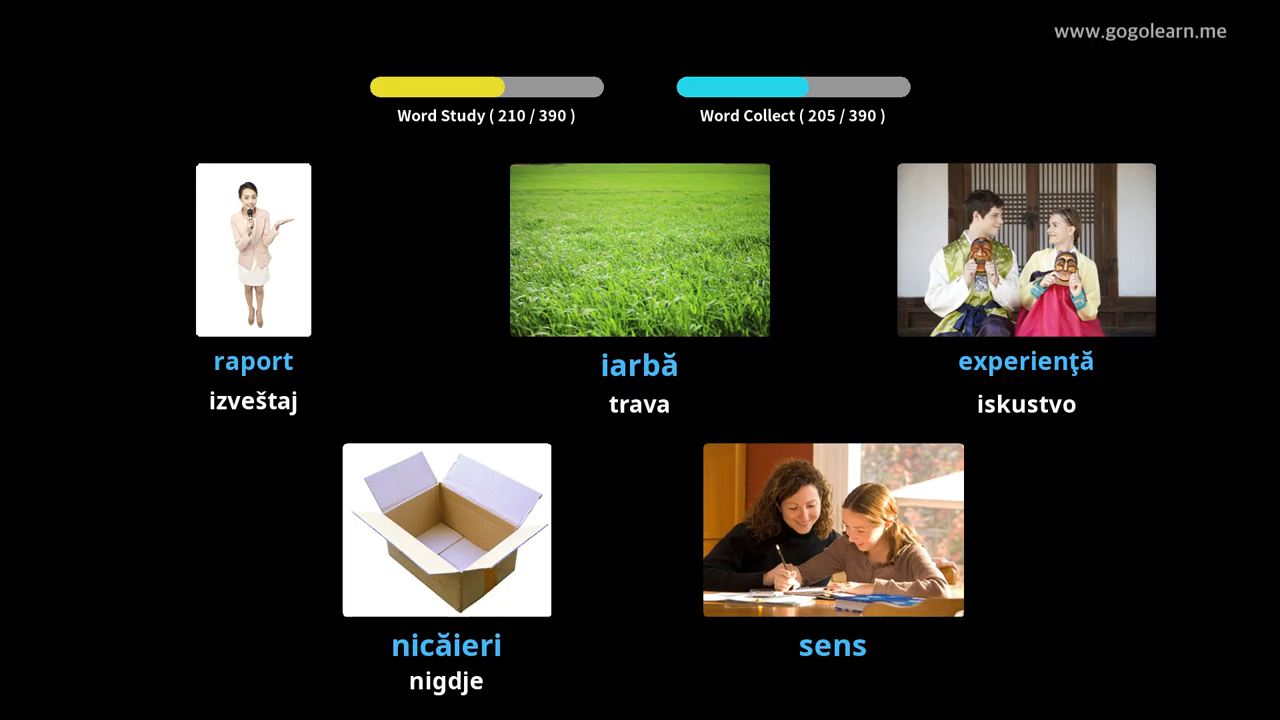 www.gogolearn.me
Word Study ( 210 / 390 )
Word Collect ( 205 / 390 )
raport
izveštaj
iarbă
trava
experienţă
iskustvo
nicăieri
nigdje
sens